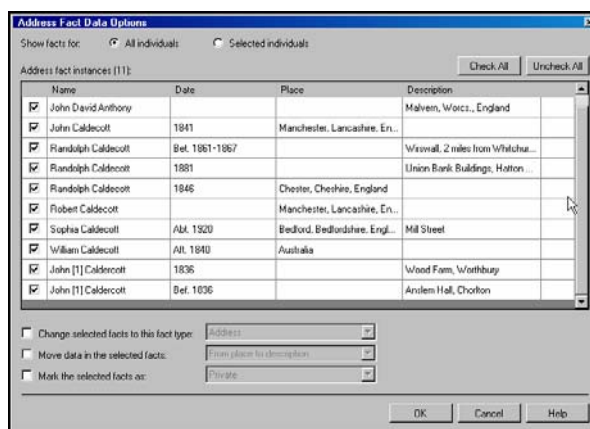 Address Fact Data Options
Show facts for: All individuals Selected individuals
Address fact instances (11): Check All Uncheck All
Name Date Place Description
John David Anthony Malvern, Worcs., England
John Caldecott 1841 Manchester, Lancashire, En...
Randolph Caldecott Bet. 1861-1867 Wirswall, 2 miles from Whitchur...
Randolph Caldecott 1881 Union Bank Buildings, Hatton ...
Randolph Caldecott 1846 Chester, Cheshire, England
Robert Caldecott Manchester, Lancashire, En...
Sophia Caldecott Abt. 1920 Bedford, Bedfordshire, Engl... Mill Street
William Caldecott Aft. 1840 Australia
John [1] Caldercott 1836 Wood Farm, Worthbury
John [1] Caldercott Bef. 1836 Anslem Hall, Chorlton
Change selected facts to this fact type: Address
Move data in the selected facts: From place to description
Mark the selected facts as: Private
OK Cancel Help